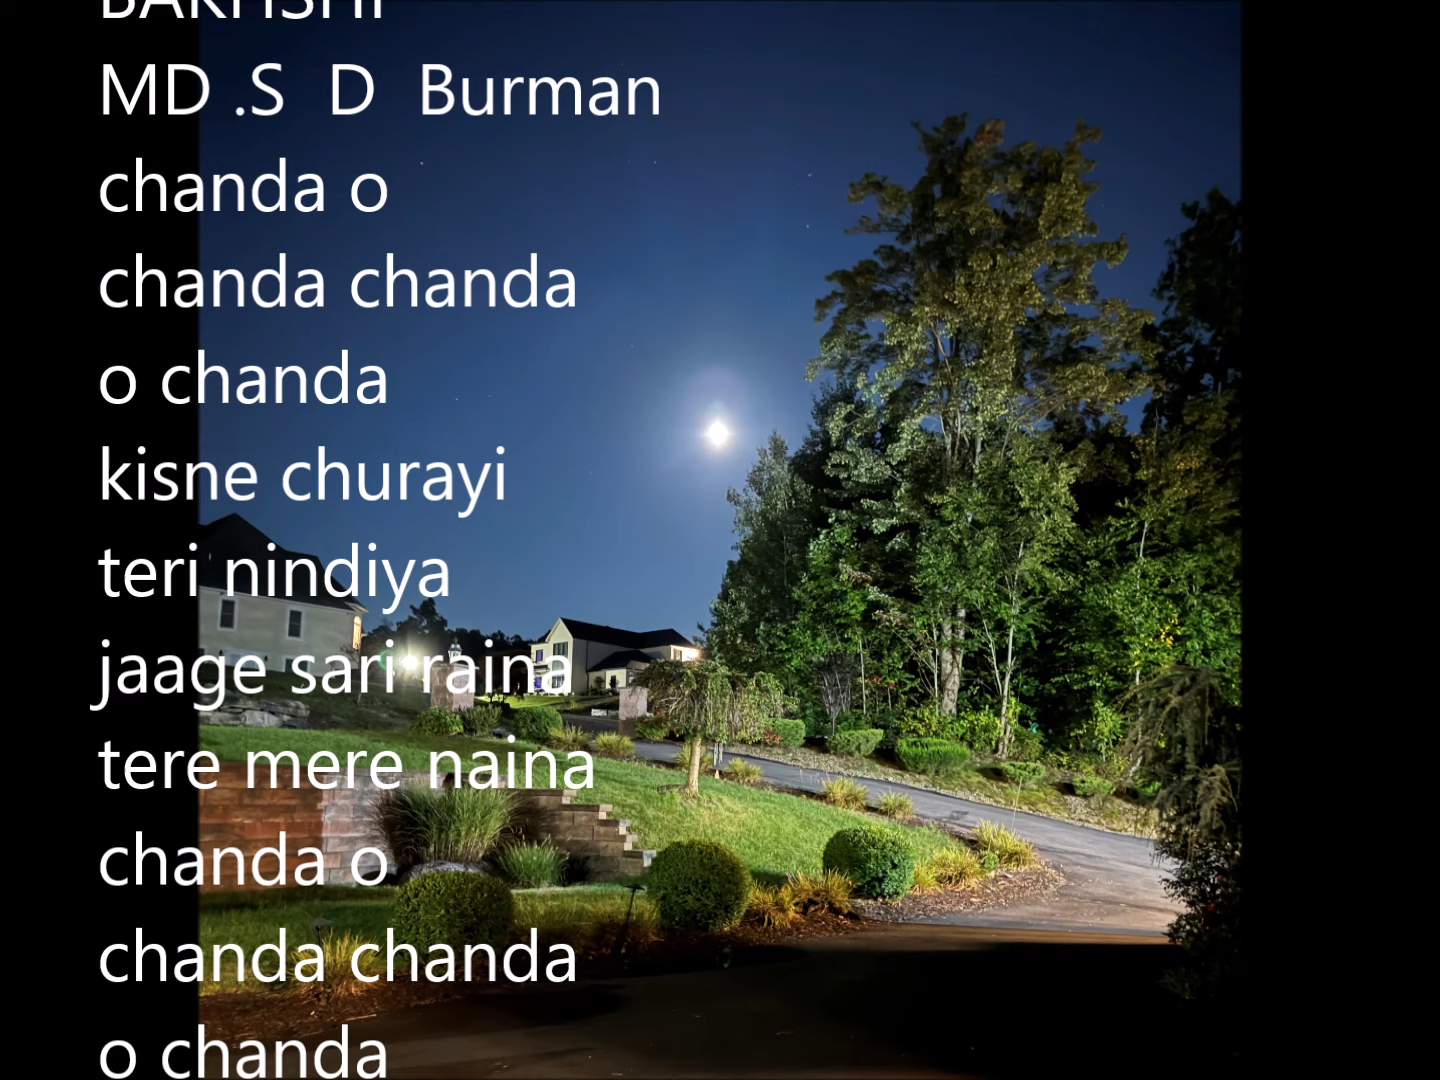 BAKHSHI
MD .S D Burman
chanda o
chanda chanda
o chanda
kisne churayi
teri nindiya
jaage sari raina
tere mere naina
chanda o
chanda chanda
o chanda